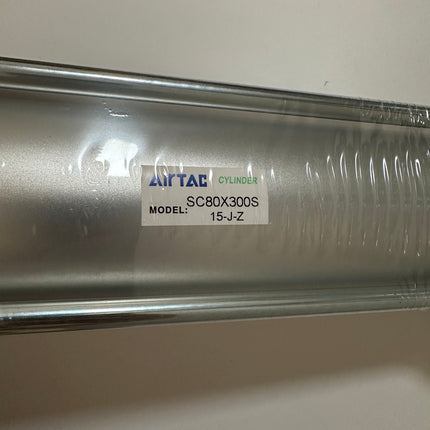 AirTAC CYLINDER
MODEL: SC80X300S
15-J-Z